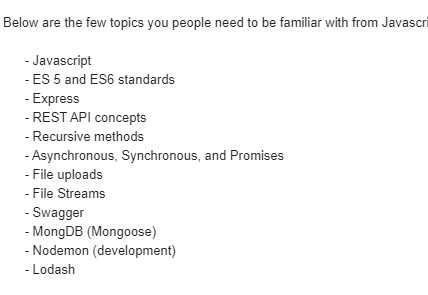 Below are the few topics you people need to be familiar with from Javascri
- Javascript
- ES 5 and ES6 standards
- Express
- REST API concepts
- Recursive methods
- Asynchronous, Synchronous, and Promises
- File uploads
- File Streams
- Swagger
- MongDB (Mongoose)
- Nodemon (development)
- Lodash